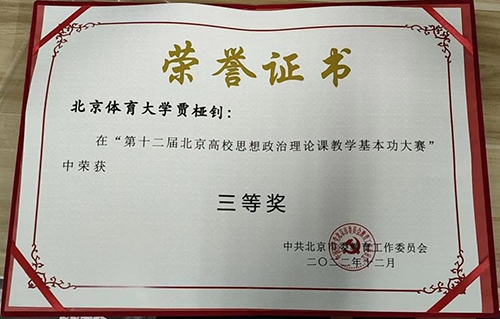 荣誉证书
北京体育大学贾桠钊：
在“第十二届北京高校思想政治理论课教学基本功大赛”
中荣获
三等奖
中共北京市委教育工作委员会
二〇二二年十二月